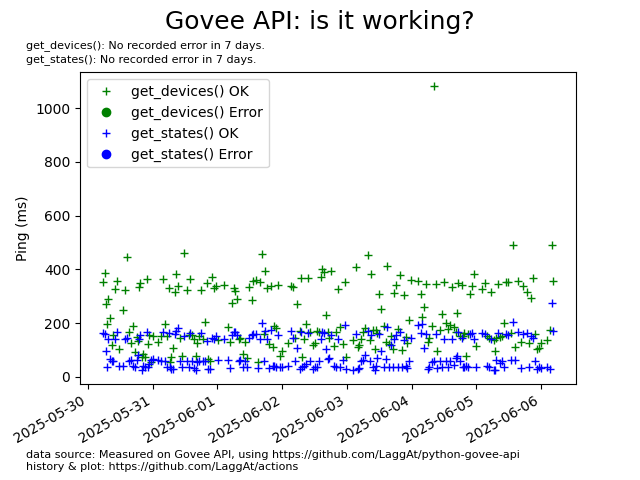 Govee API: is it working?
get_devices(): No recorded error in 7 days.
get_states(): No recorded error in 7 days.
get_devices() OK
get_devices() Error
get_states() OK
get_states() Error
Ping (ms)
1000
800
600
400
200
0
2025-05-30
2025-05-31
2025-06-01
2025-06-02
2025-06-03
2025-06-04
2025-06-05
2025-06-06
data source: Measured on Govee API, using https://github.com/LaggAt/python-govee-api
history & plot: https://github.com/LaggAt/actions